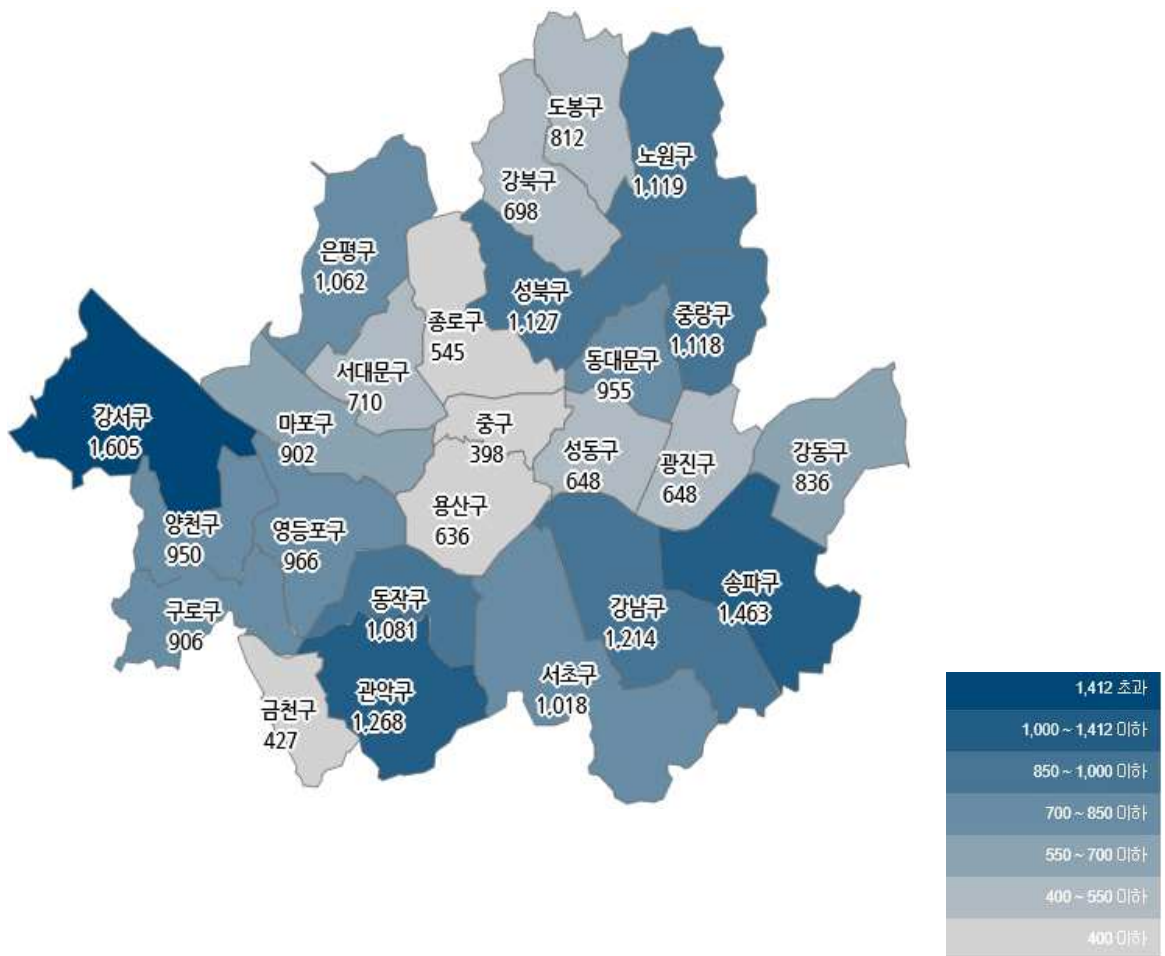 도봉구
812
노원구
1,119
강북구
698
은평구
1,062
성북구
1,127
중랑구
1,118
종로구
545
동대문구
955
서대문구
710
강서구
1,605
마포구
902
중구
398
성동구
648
광진구
648
강동구
836
용산구
636
양천구
950
영등포구
966
송파구
1,463
구로구
906
동작구
1,081
강남구
1,214
서초구
1,018
관악구
1,268
금천구
427
1,412 초과
1,000 ~ 1,412 이하
850 ~ 1,000 이하
700 ~ 850 이하
550 ~ 700 이하
400 ~ 550 이하
400 이하